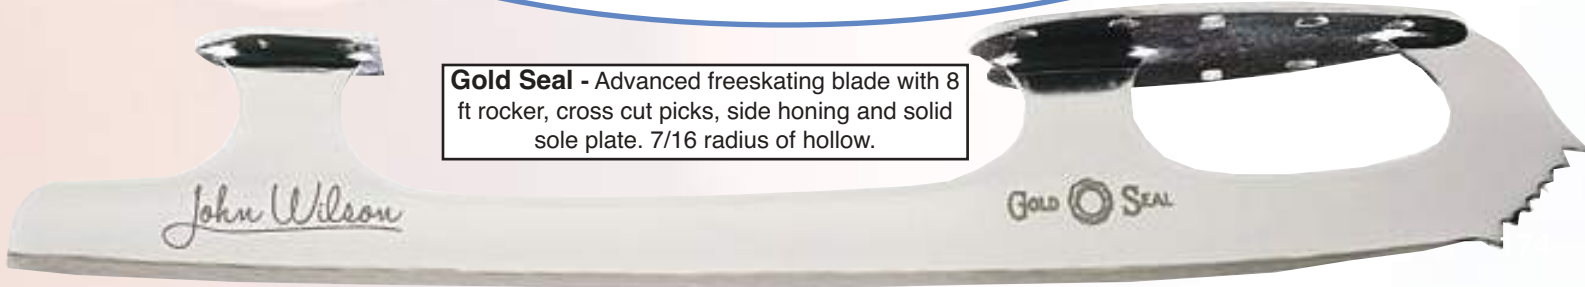 Gold Seal - Advanced freeskating blade with 8
ft rocker, cross cut picks, side honing and solid
sole plate. 7/16 radius of hollow.
John Wilson
GOLD SEAL